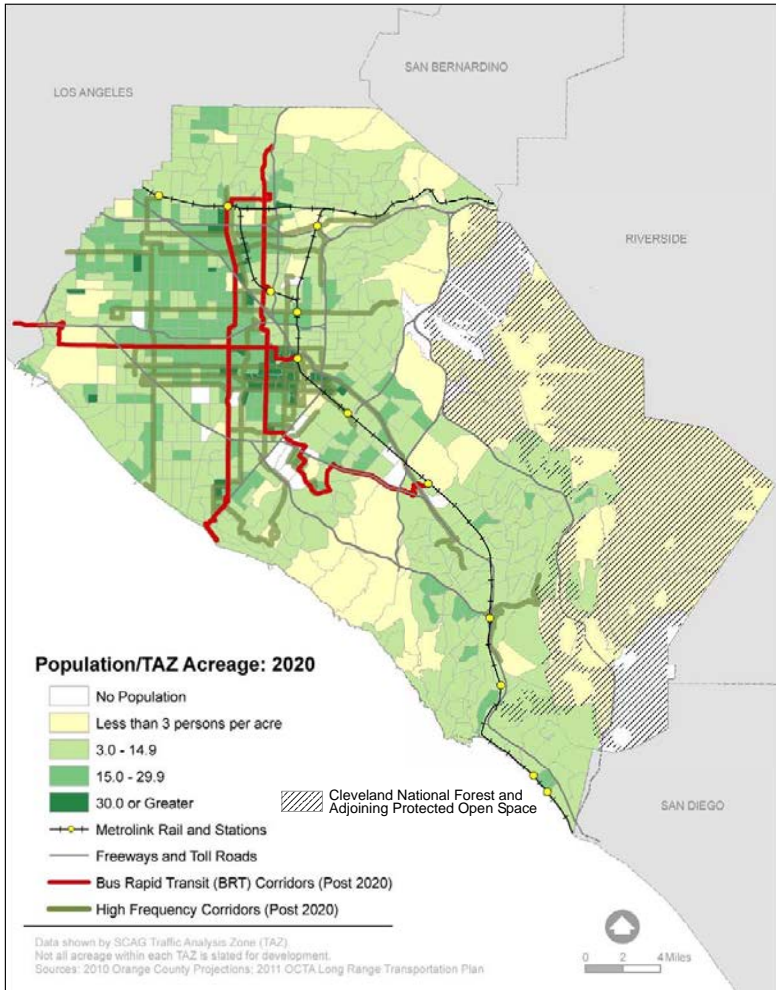 SAN BERNARDINO
LOS ANGELES
RIVERSIDE
Population/TAZ Acreage: 2020
No Population
Less than 3 persons per acre
3.0 - 14.9
15.0 - 29.9
30.0 or Greater
Metrolink Rail and Stations
Freeways and Toll Roads
Bus Rapid Transit (BRT) Corridors (Post 2020)
High Frequency Corridors (Post 2020)
Cleveland National Forest and
Adjoining Protected Open Space
SAN DIEGO
Data shown by SCAG Traffic Analysis Zone (TAZ)
Not all acreage within each TAZ is slated for development.
Sources: 2010 Orange County Projections; 2011 OCTA Long Range Transportation Plan
0 2 4 Miles